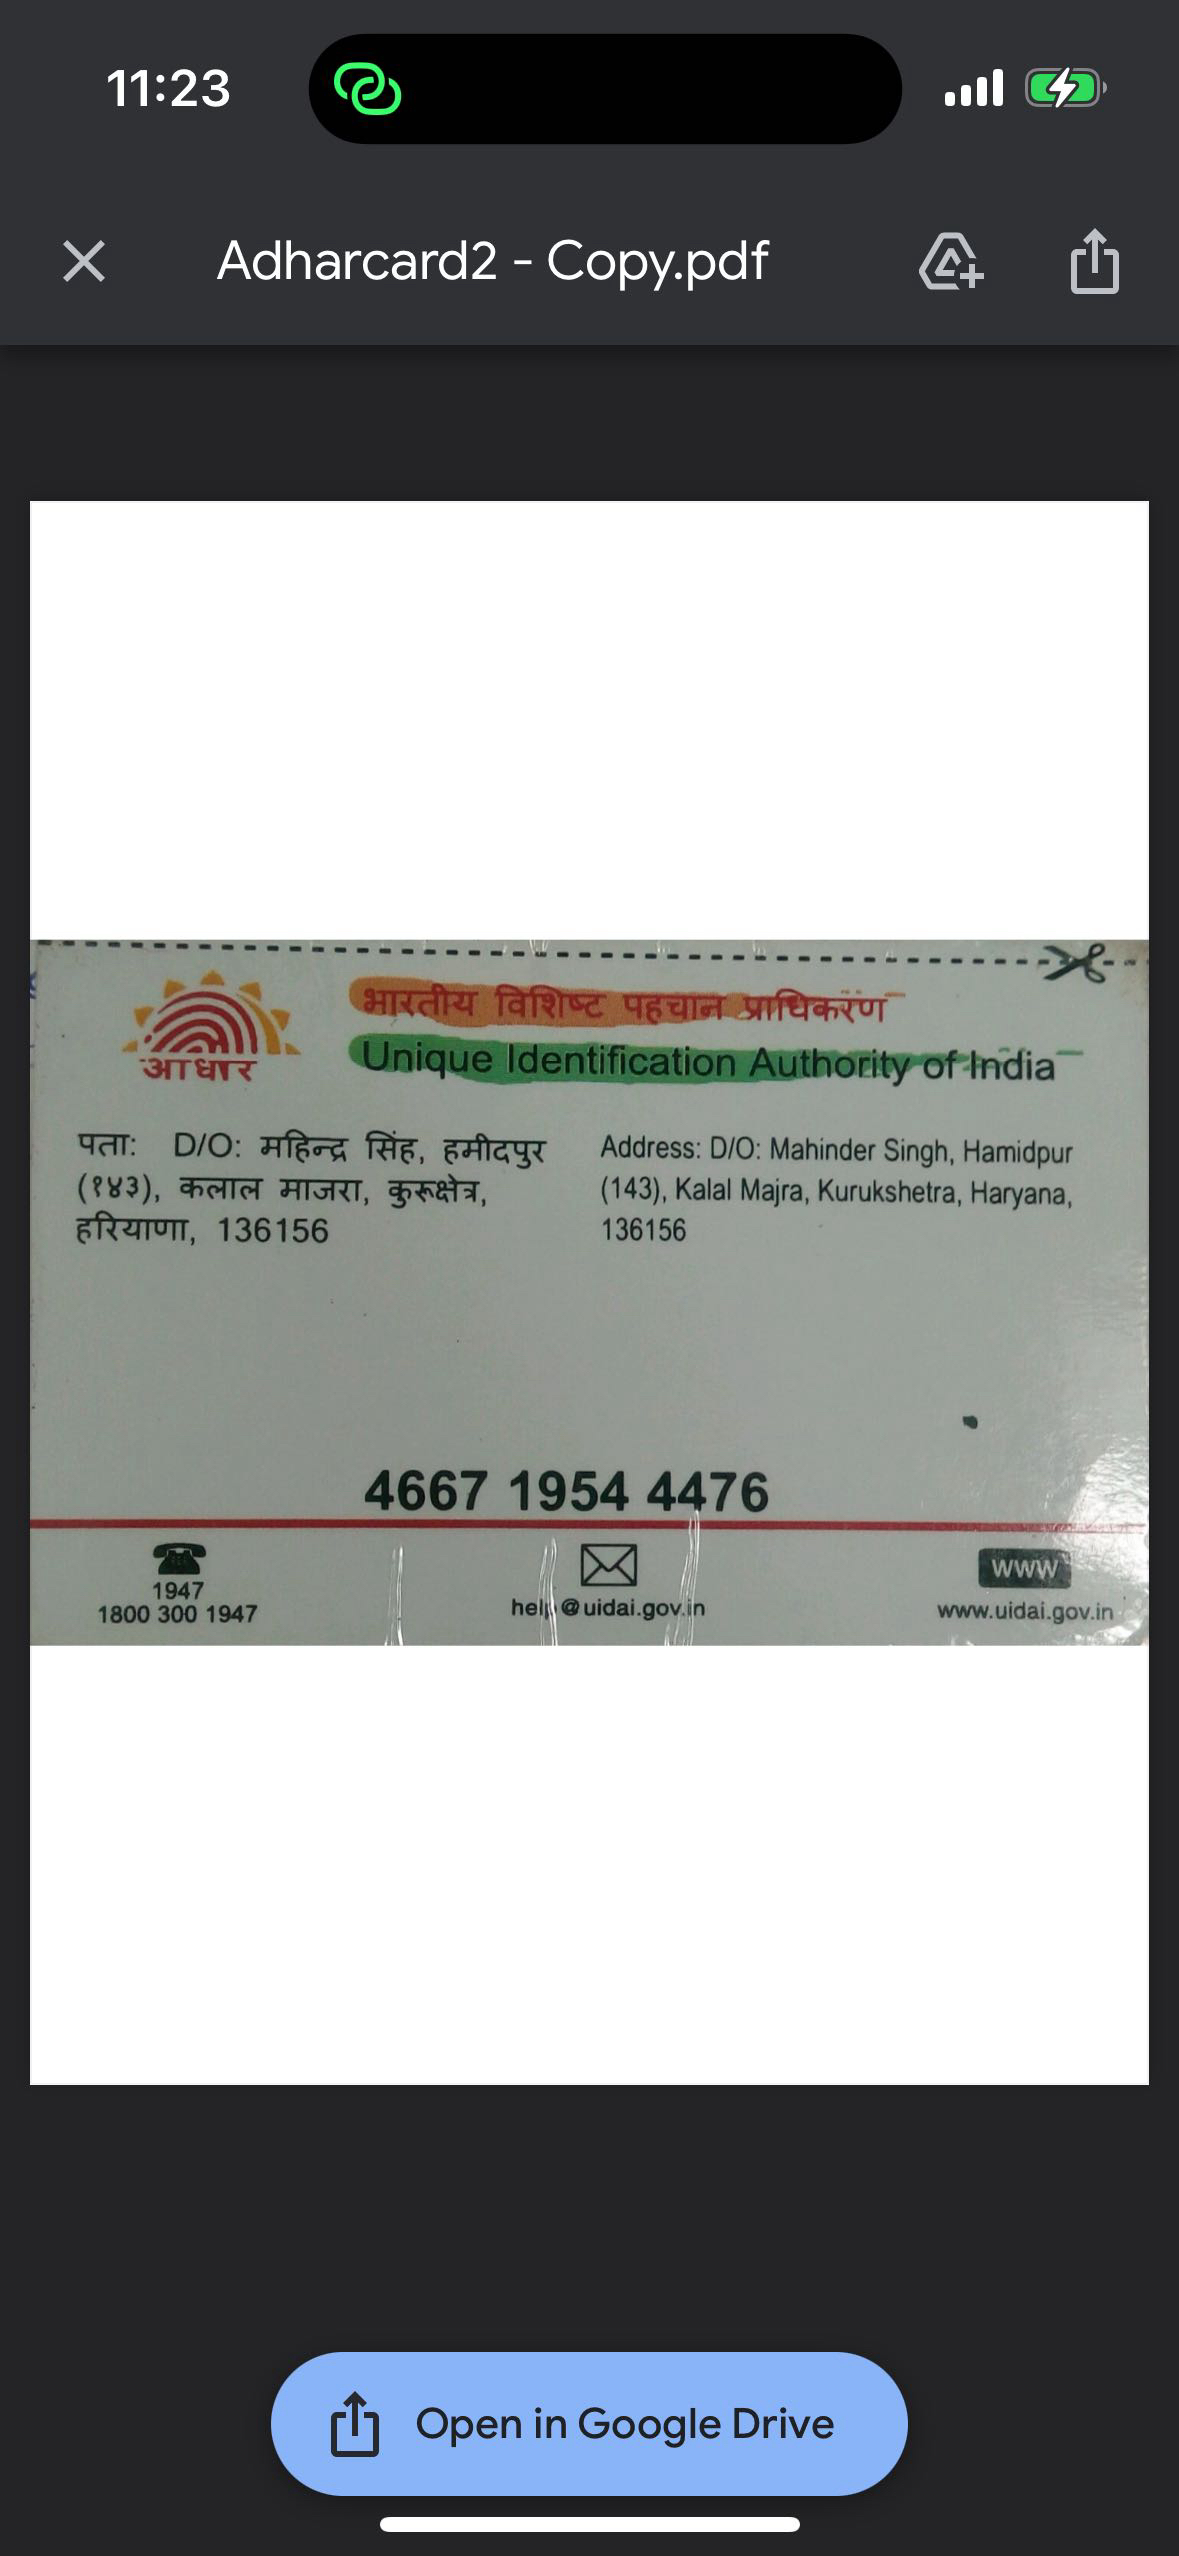 11:23
Adharcard2 - Copy.pdf
आधार
भारतीय विशिष्ट पहचान प्राधिकरण
Unique Identification Authority of India
पता: D/O: महिन्द्र सिंह, हमीदपुर
(१४३), कलाल माजरा, कुरूक्षेत्र,
हरियाणा, 136156
Address: D/O: Mahinder Singh, Hamidpur
(143), Kalal Majra, Kurukshetra, Haryana,
136156
4667 1954 4476
1947
1800 300 1947
help@uidai.gov.in
WWW
www.uidai.gov.in
Open in Google Drive